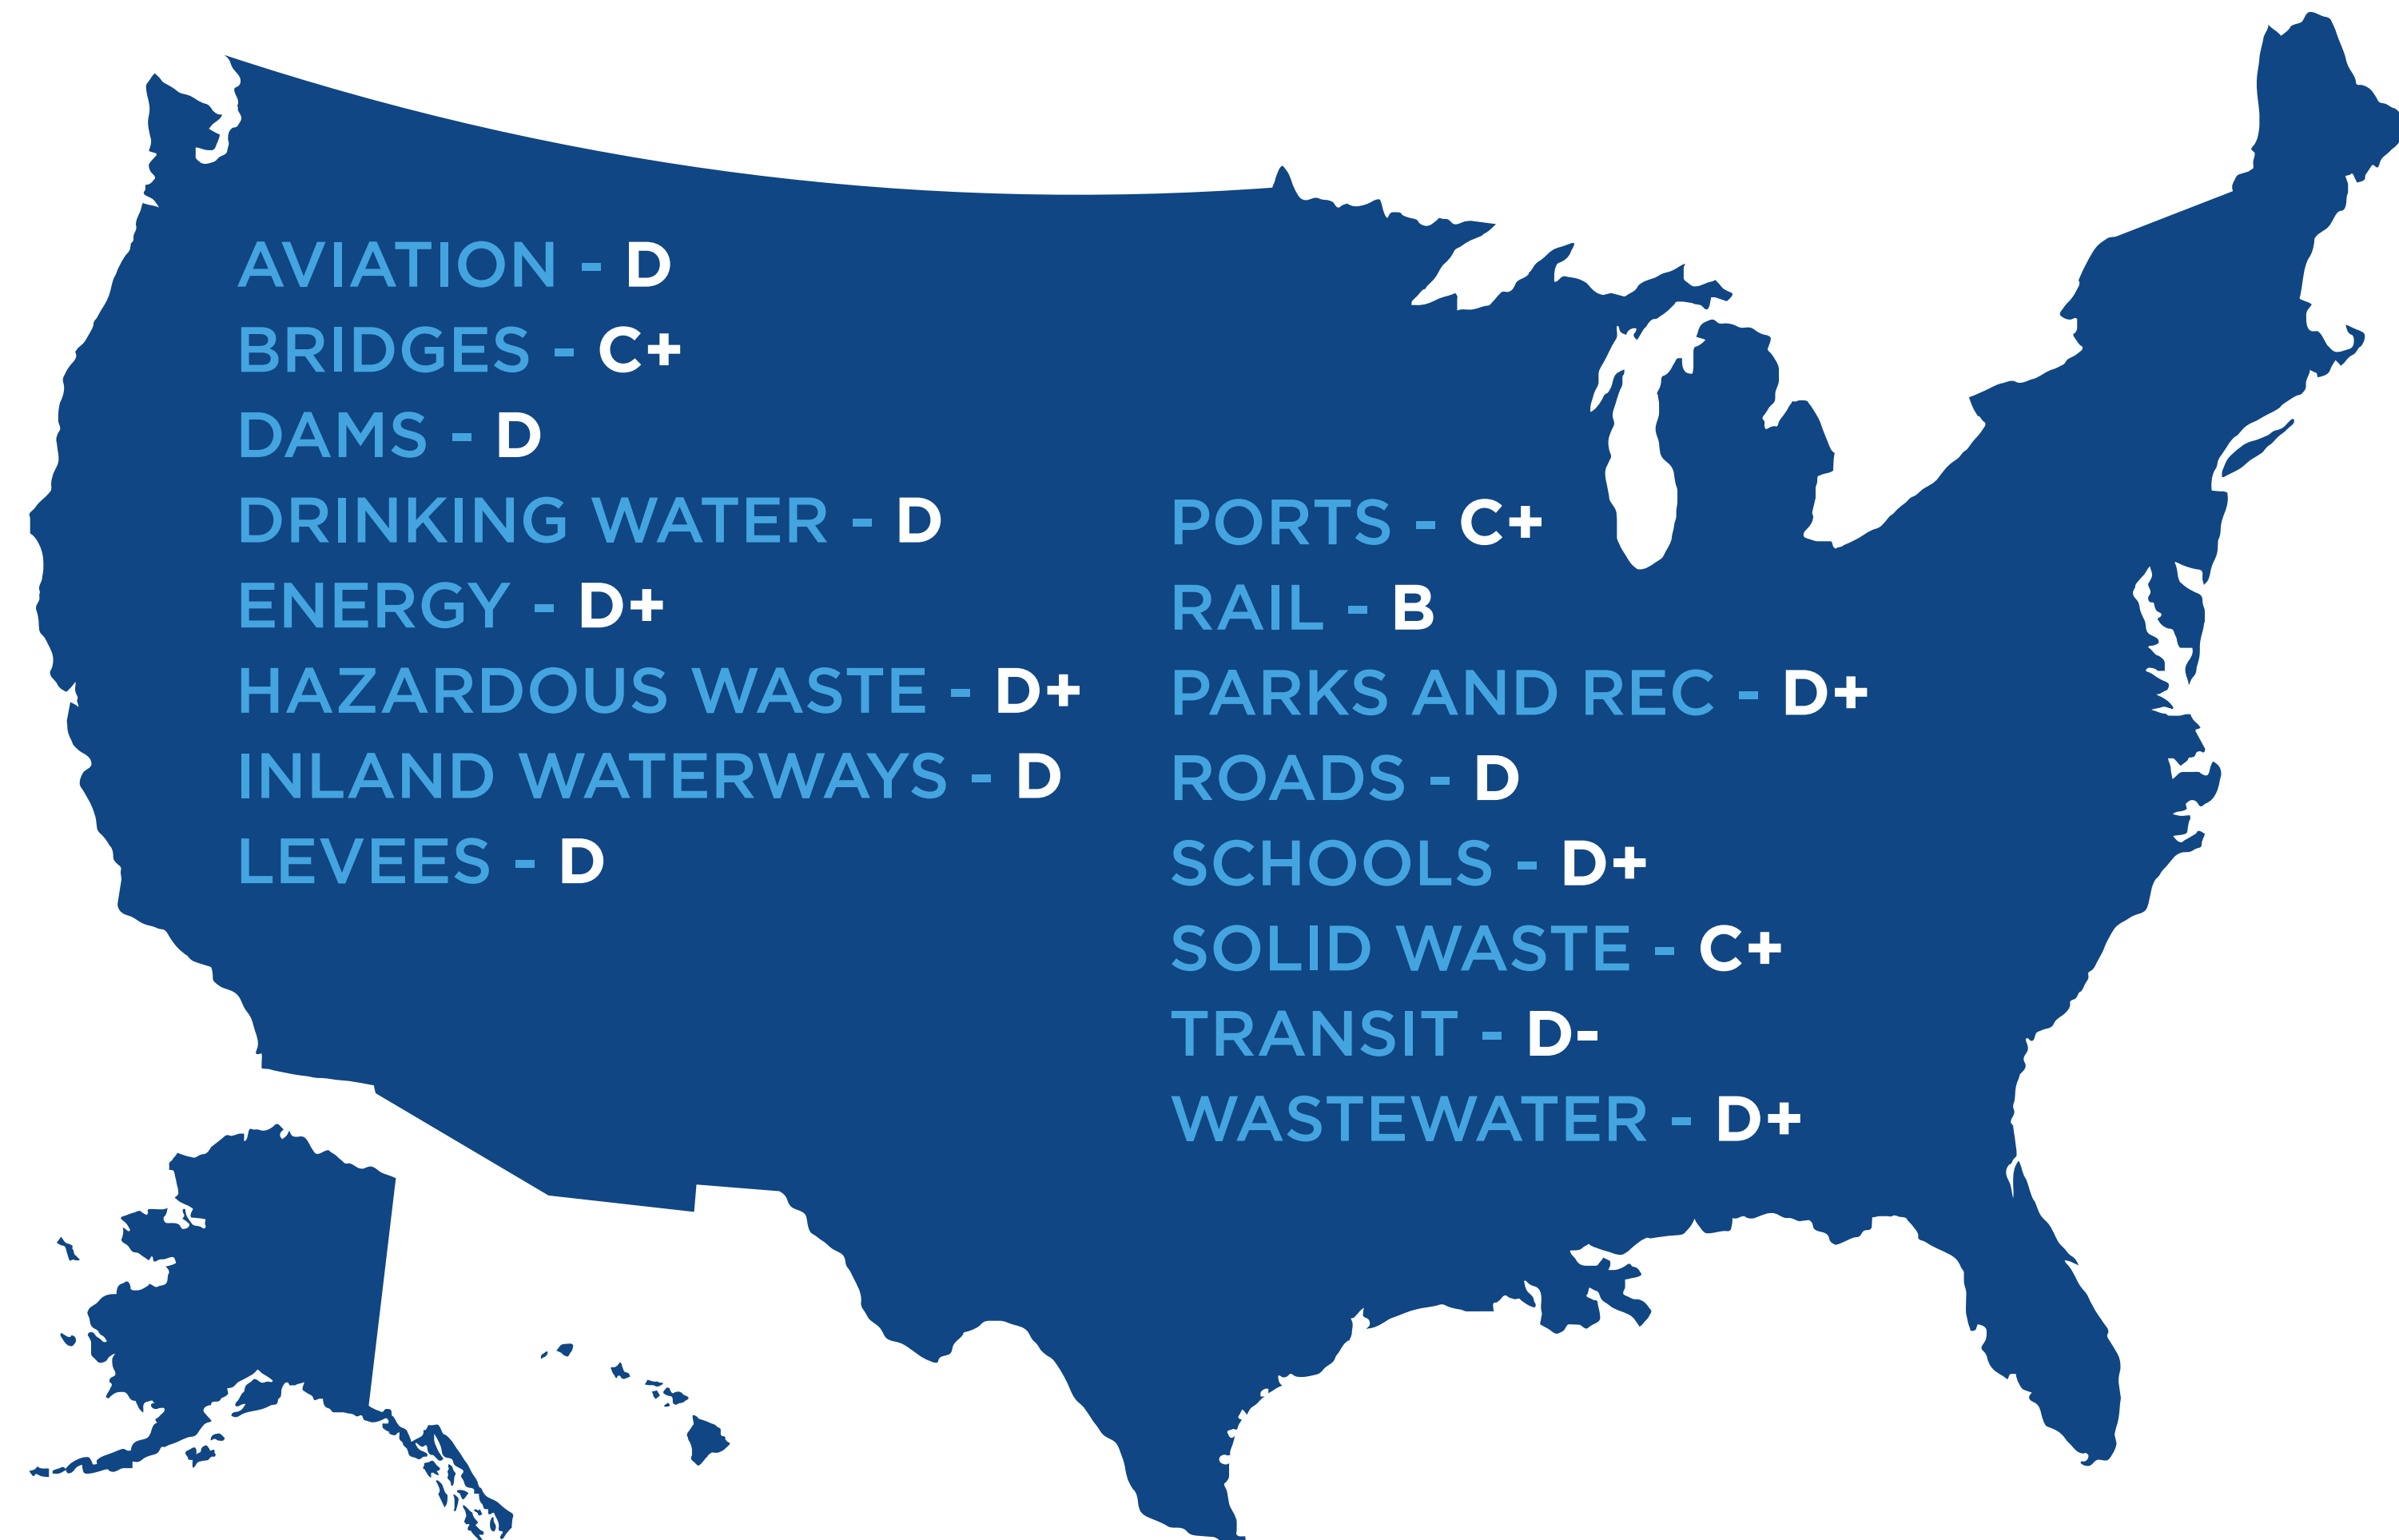 AVIATION - D
BRIDGES - C+
DAMS - D
DRINKING WATER - D
ENERGY - D+
HAZARDOUS WASTE - D+
INLAND WATERWAYS - D
LEVEES - D
PORTS - C+
RAIL - B
PARKS AND REC - D+
ROADS - D
SCHOOLS - D+
SOLID WASTE - C+
TRANSIT - D-
WASTEWATER - D+